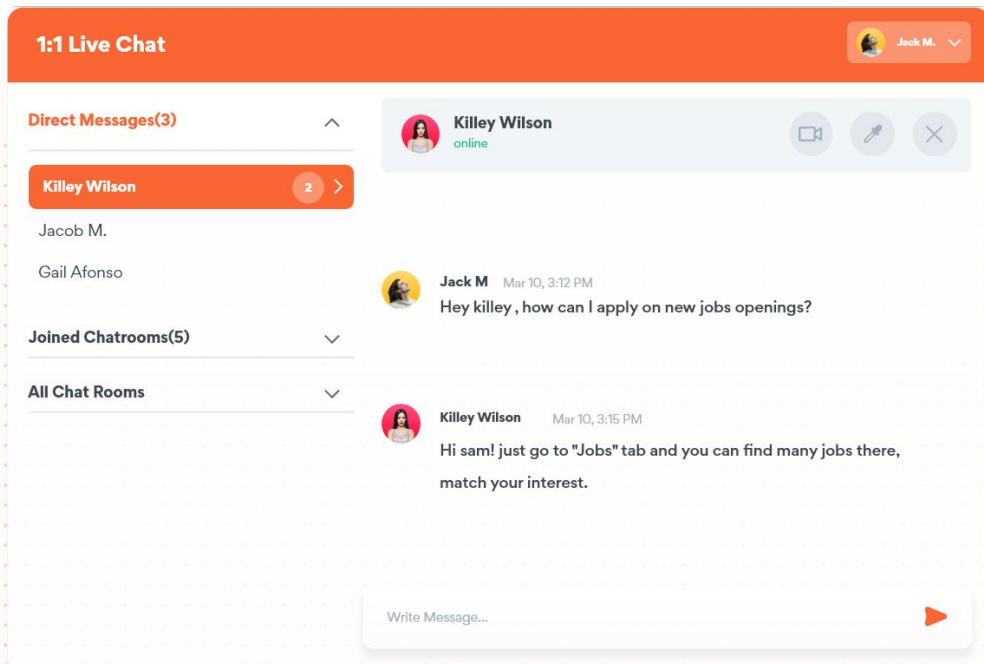 1:1 Live Chat
Jack M.
Direct Messages(3)
Killey Wilson
2
Jacob M.
Gail Afonso
Joined Chatrooms(5)
All Chat Rooms
Killey Wilson
online
Jack M Mar 10, 3:12 PM
Hey killey , how can I apply on new jobs openings?
Killey Wilson Mar 10, 3:15 PM
Hi sam! just go to "Jobs" tab and you can find many jobs there,
match your interest.
Write Message...